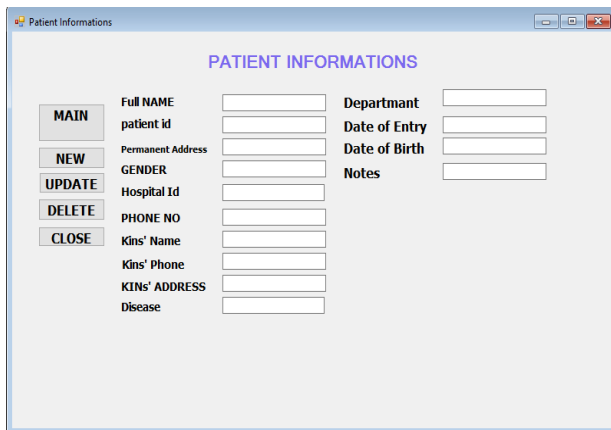 Patient Informations
PATIENT INFORMATIONS
MAIN
NEW
UPDATE
DELETE
CLOSE
Full NAME
patient id
Permanent Address
GENDER
Hospital Id
PHONE NO
Kins' Name
Kins' Phone
KINs' ADDRESS
Disease
Departmant
Date of Entry
Date of Birth
Notes